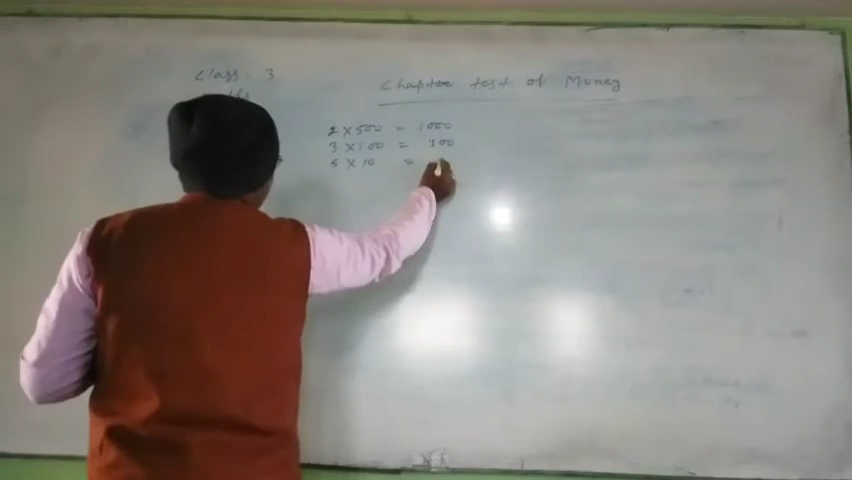 Class - 3
Chapter test of Money
2 X 500 = 1000
3 X 100 = 300
5 X 10 =